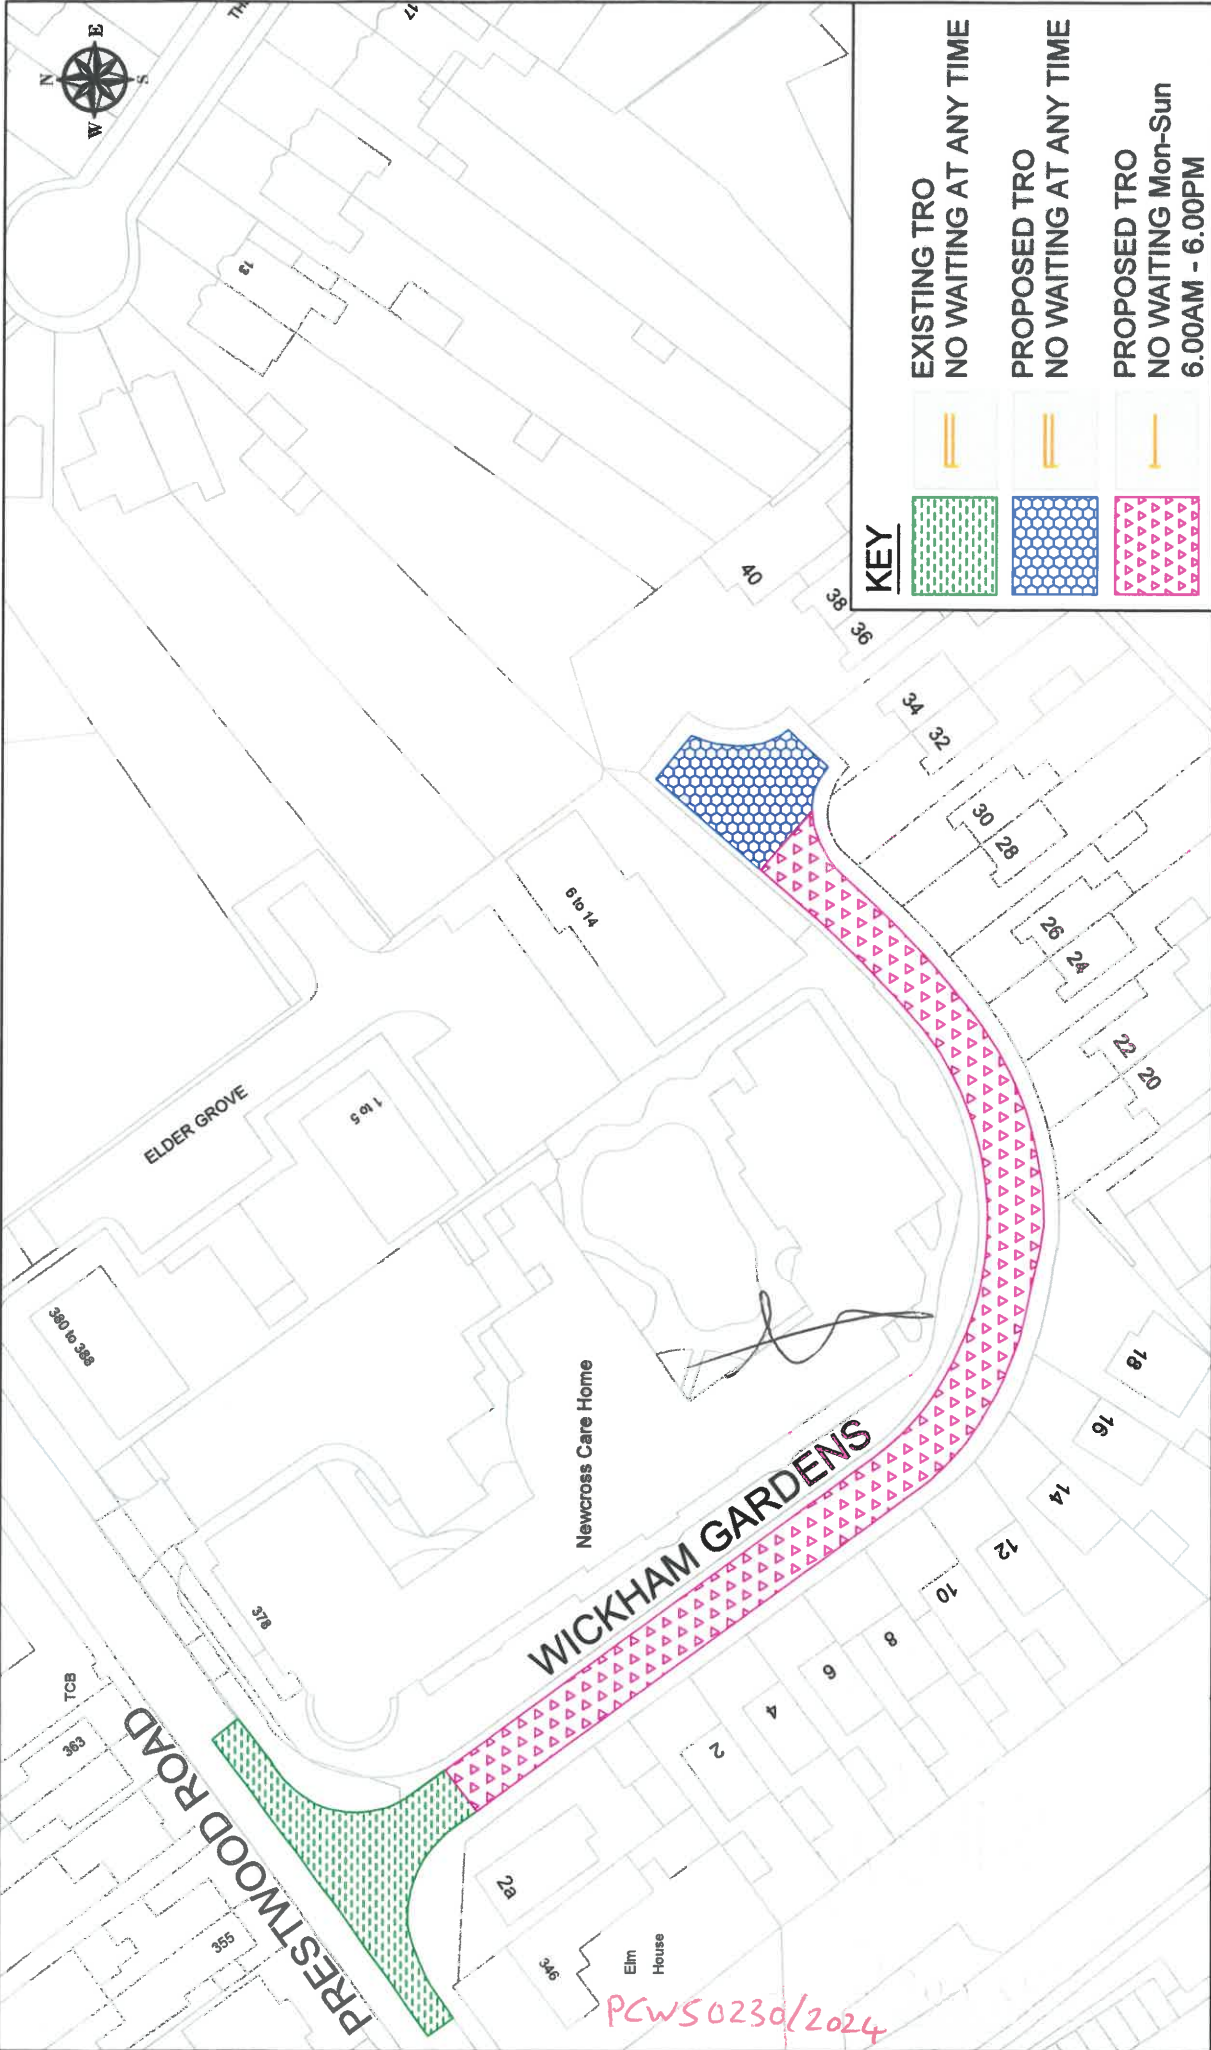 N
E
S
W
TH
17
13
PRESTWOOD ROAD
TCB
363
355
378
380 to 388
ELDER GROVE
1 to 5
6 to 14
Newcross Care Home
WICKHAM GARDENS
346
Elm
House
2a
2
4
6
8
10
12
14
16
18
20
22
24
26
28
30
32
34
36
38
40
KEY
EXISTING TRO
NO WAITING AT ANY TIME
PROPOSED TRO
NO WAITING AT ANY TIME
PROPOSED TRO
NO WAITING Mon-Sun
6.00AM - 6.00PM
PCWS0230/2024